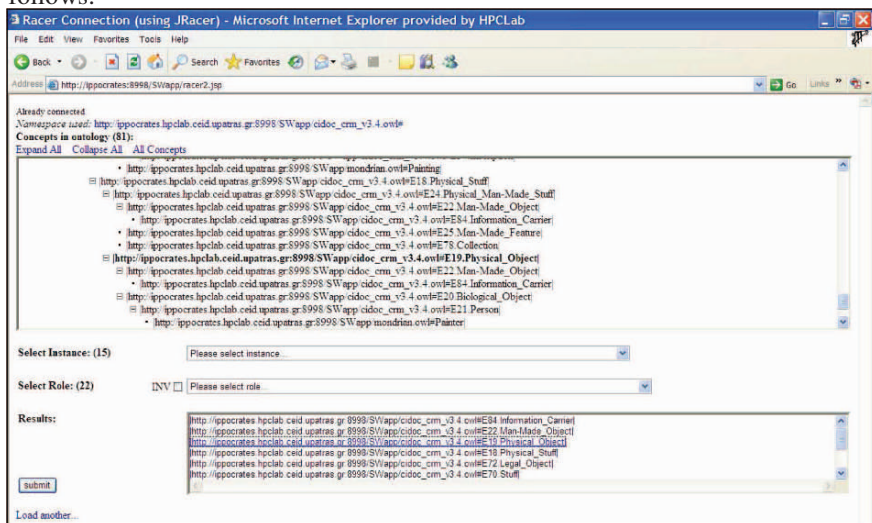 follows:
Racer Connection (using JRacer) - Microsoft Internet Explorer provided by HPCLab
File Edit View Favorites Tools Help
Back Search Favorites
Address http://ippocrates:8998/SWapp/racer2.jsp Go Links »
Already connected
Namespace used: http://ippocrates.hpclab.ceid.upatras.gr:8998/SWapp/cidoc_crm_v3.4.owl#
Concepts in ontology (81):
Expand All Collapse All All Concepts
|http://ippocrates.hpclab.ceid.upatras.gr:8998/SWapp/mondrian.owl#Painting|
|http://ippocrates.hpclab.ceid.upatras.gr:8998/SWapp/cidoc_crm_v3.4.owl#E18.Physical_Stuff|
|http://ippocrates.hpclab.ceid.upatras.gr:8998/SWapp/cidoc_crm_v3.4.owl#E24.Physical_Man-Made_Stuff|
|http://ippocrates.hpclab.ceid.upatras.gr:8998/SWapp/cidoc_crm_v3.4.owl#E22.Man-Made_Object|
|http://ippocrates.hpclab.ceid.upatras.gr:8998/SWapp/cidoc_crm_v3.4.owl#E84.Information_Carrier|
|http://ippocrates.hpclab.ceid.upatras.gr:8998/SWapp/cidoc_crm_v3.4.owl#E25.Man-Made_Feature|
|http://ippocrates.hpclab.ceid.upatras.gr:8998/SWapp/cidoc_crm_v3.4.owl#E78.Collection|
|http://ippocrates.hpclab.ceid.upatras.gr:8998/SWapp/cidoc_crm_v3.4.owl#E19.Physical_Object|
|http://ippocrates.hpclab.ceid.upatras.gr:8998/SWapp/cidoc_crm_v3.4.owl#E22.Man-Made_Object|
|http://ippocrates.hpclab.ceid.upatras.gr:8998/SWapp/cidoc_crm_v3.4.owl#E84.Information_Carrier|
|http://ippocrates.hpclab.ceid.upatras.gr:8998/SWapp/cidoc_crm_v3.4.owl#E20.Biological_Object|
|http://ippocrates.hpclab.ceid.upatras.gr:8998/SWapp/cidoc_crm_v3.4.owl#E21.Person|
|http://ippocrates.hpclab.ceid.upatras.gr:8998/SWapp/mondrian.owl#Painter|
Select Instance: (15) Please select instance...
Select Role: (22) INV Please select role...
Results:
|http://ippocrates.hpclab.ceid.upatras.gr:8998/SWapp/cidoc_crm_v3.4.owl#E84.Information_Carrier|
|http://ippocrates.hpclab.ceid.upatras.gr:8998/SWapp/cidoc_crm_v3.4.owl#E22.Man-Made_Object|
|http://ippocrates.hpclab.ceid.upatras.gr:8998/SWapp/cidoc_crm_v3.4.owl#E19.Physical_Object|
|http://ippocrates.hpclab.ceid.upatras.gr:8998/SWapp/cidoc_crm_v3.4.owl#E18.Physical_Stuff|
|http://ippocrates.hpclab.ceid.upatras.gr:8998/SWapp/cidoc_crm_v3.4.owl#E72.Legal_Object|
|http://ippocrates.hpclab.ceid.upatras.gr:8998/SWapp/cidoc_crm_v3.4.owl#E70.Stuff|
submit
Load another...